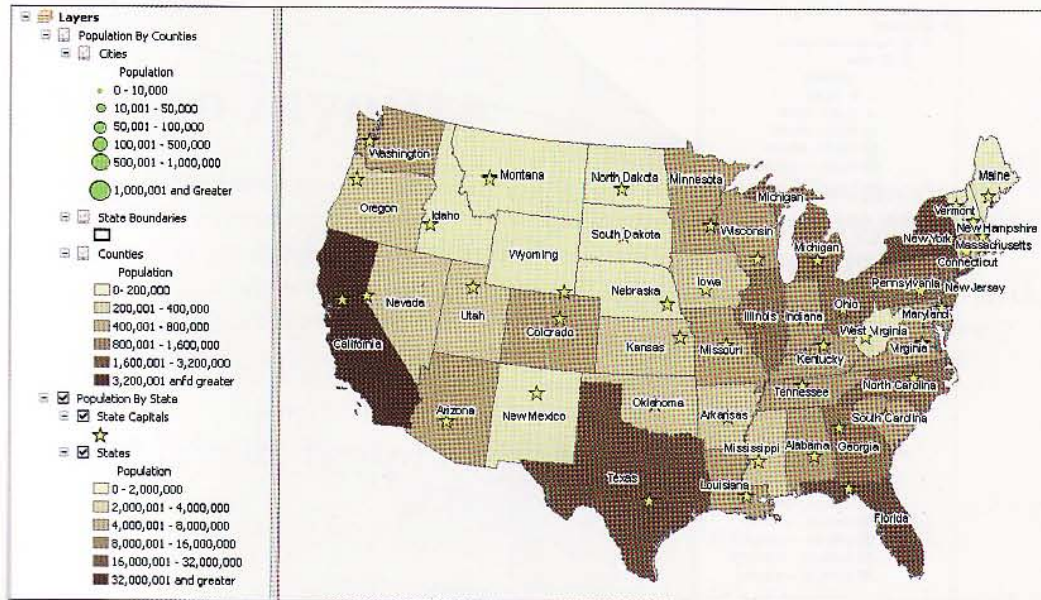 Layers
Population By Counties
Cities
Population
0 - 10,000
10,001 - 50,000
50,001 - 100,000
100,001 - 500,000
500,001 - 1,000,000
1,000,001 and Greater
State Boundaries
Counties
Population
0- 200,000
200,001 - 400,000
400,001 - 800,000
800,001 - 1,600,000
1,600,001 - 3,200,000
3,200,001 anfd greater
Population By State
State Capitals
States
Population
0 - 2,000,000
2,000,001 - 4,000,000
4,000,001 - 8,000,000
8,000,001 - 16,000,000
16,000,001 - 32,000,000
32,000,001 and greater
Washington
Montana
North Dakota
Minnesota
Michigan
Maine
Oregon
Idaho
South Dakota
Wisconsin
Michigan
Vermont
New Hampshire
New York
Massachusetts
Connecticut
Wyoming
Nebraska
Iowa
Pennsylvania
New Jersey
Nevada
Utah
Colorado
Illinois
Indiana
Ohio
Maryland
West Virginia
California
Kansas
Missouri
Kentucky
Virginia
Arizona
New Mexico
Oklahoma
Arkansas
Tennessee
North Carolina
South Carolina
Mississippi
Alabama
Georgia
Texas
Louisiana
Florida